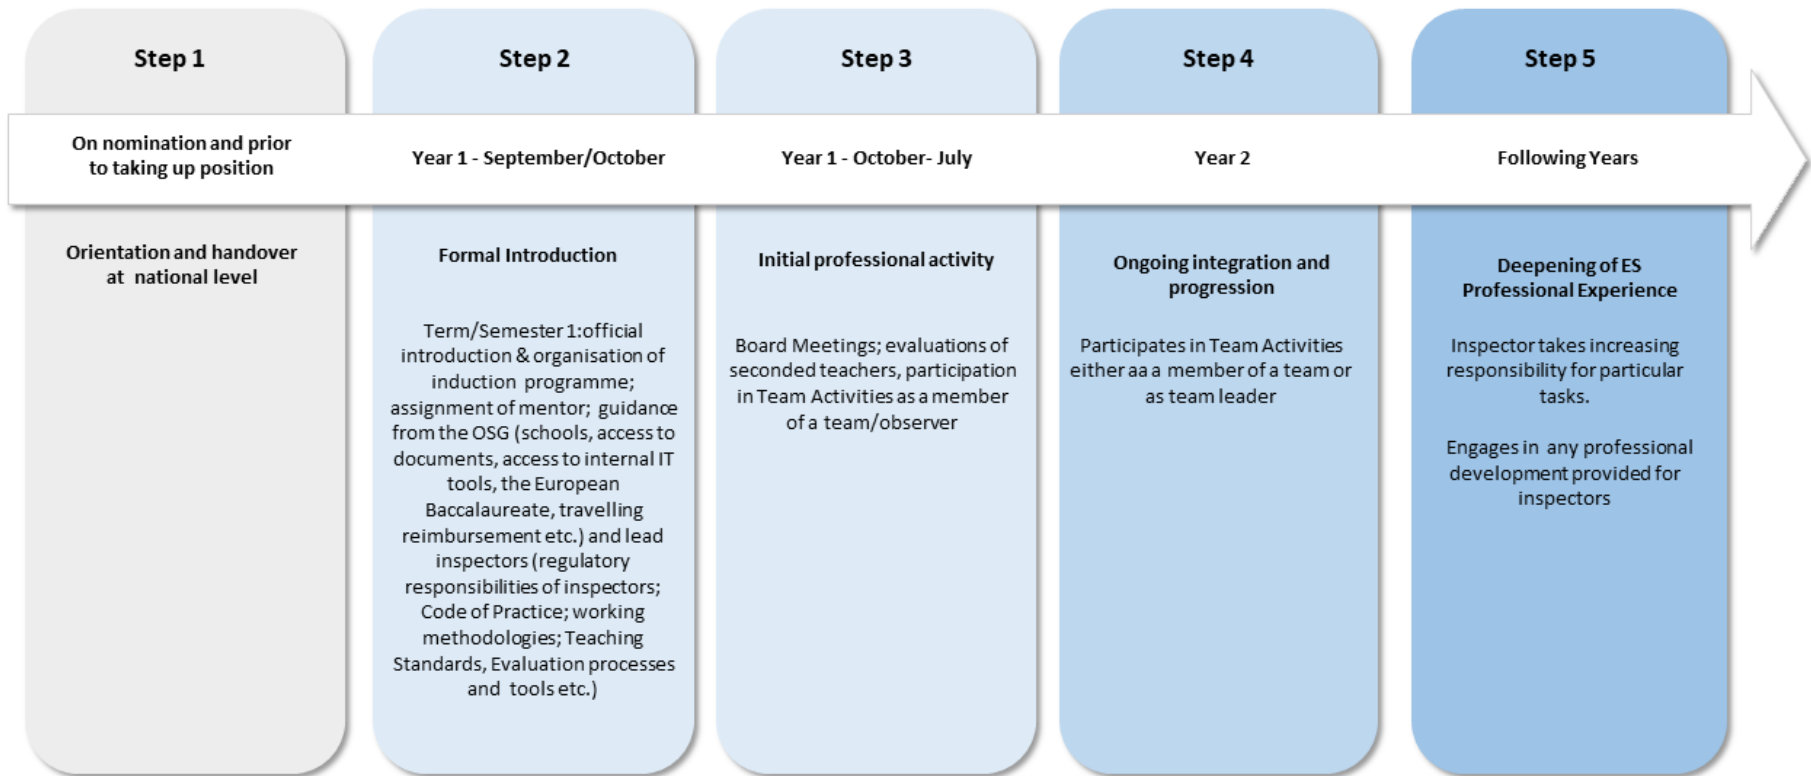 Step 1
On nomination and prior
to taking up position
Orientation and handover
at national level
Step 2
Year 1 - September/October
Formal Introduction
Term/Semester 1:official
introduction & organisation of
induction programme;
assignment of mentor; guidance
from the OSG (schools, access to
documents, access to internal IT
tools, the European
Baccalaureate, travelling
reimbursement etc.) and lead
inspectors (regulatory
responsibilities of inspectors;
Code of Practice; working
methodologies; Teaching
Standards, Evaluation processes
and tools etc.)
Step 3
Year 1 - October- July
Initial professional activity
Board Meetings; evaluations of
seconded teachers, participation
in Team Activities as a member
of a team/observer
Step 4
Year 2
Ongoing integration and
progression
Participates in Team Activities
either aa a member of a team or
as team leader
Step 5
Following Years
Deepening of ES
Professional Experience
Inspector takes increasing
responsibility for particular
tasks.
Engages in any professional
development provided for
inspectors